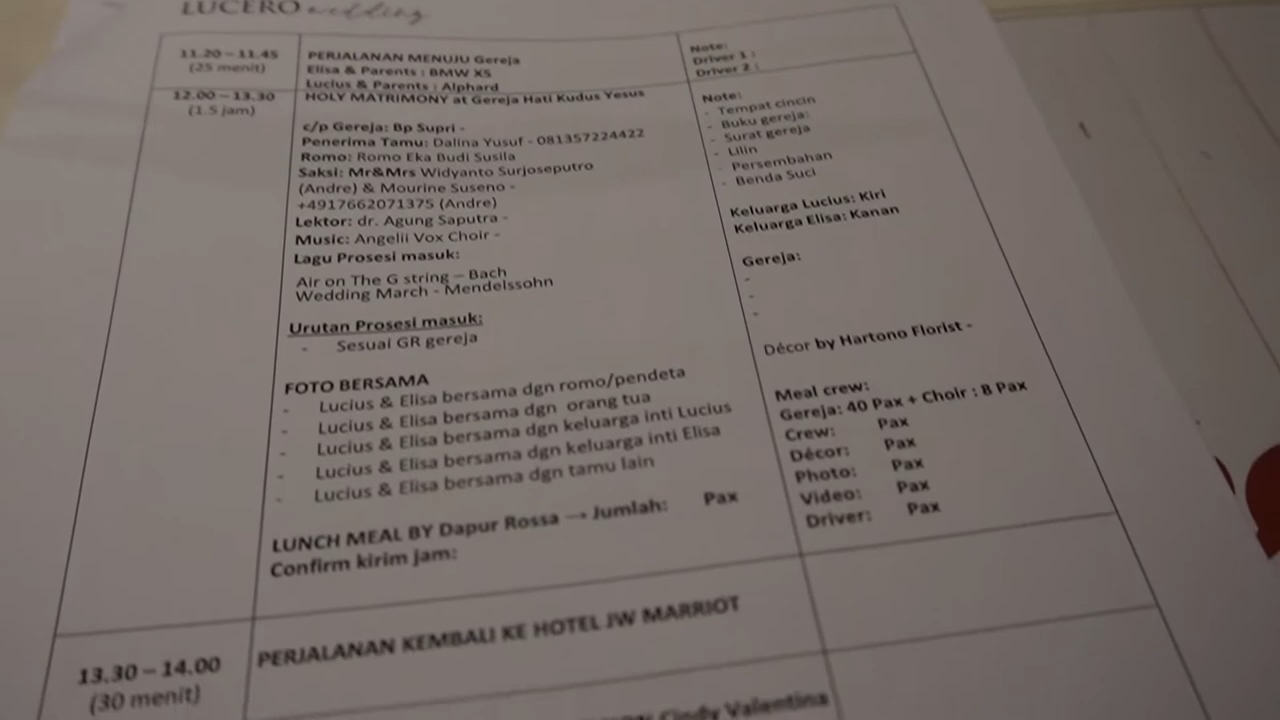 LUCERO wedding
11.20 – 11.45
(25 menit)
PERJALANAN MENUJU Gereja
Elisa & Parents : BMW X5
Lucius & Parents : Alphard
Note:
Driver 1 :
Driver 2 :
12.00 – 13.30
(1.5 jam)
HOLY MATRIMONY at Gereja Hati Kudus Yesus
c/p Gereja: Bp Supri -
Penerima Tamu: Dalina Yusuf - 081357224422
Romo: Romo Eka Budi Susila
Saksi: Mr&Mrs Widyanto Surjoseputro
(Andre) & Mourine Suseno -
+4917662071375 (Andre)
Lektor: dr. Agung Saputra -
Music: Angelii Vox Choir -
Lagu Prosesi masuk:
Air on The G string – Bach
Wedding March - Mendelssohn
Urutan Prosesi masuk:
- Sesuai GR gereja
FOTO BERSAMA
- Lucius & Elisa bersama dgn romo/pendeta
- Lucius & Elisa bersama dgn orang tua
- Lucius & Elisa bersama dgn keluarga inti Lucius
- Lucius & Elisa bersama dgn keluarga inti Elisa
- Lucius & Elisa bersama dgn tamu lain
LUNCH MEAL BY Dapur Rossa → Jumlah: Pax
Confirm kirim jam:
Note:
- Tempat cincin
- Buku gereja:
- Surat gereja
- Lilin
- Persembahan
- Benda Suci
Keluarga Lucius: Kiri
Keluarga Elisa: Kanan
Gereja:
-
-
-
Décor by Hartono Florist -
Meal crew:
Gereja: 40 Pax + Choir : 8 Pax
Crew: Pax
Décor: Pax
Photo: Pax
Video: Pax
Driver: Pax
13.30 – 14.00
(30 menit)
PERJALANAN KEMBALI KE HOTEL JW MARRIOT
Cindy Valentina